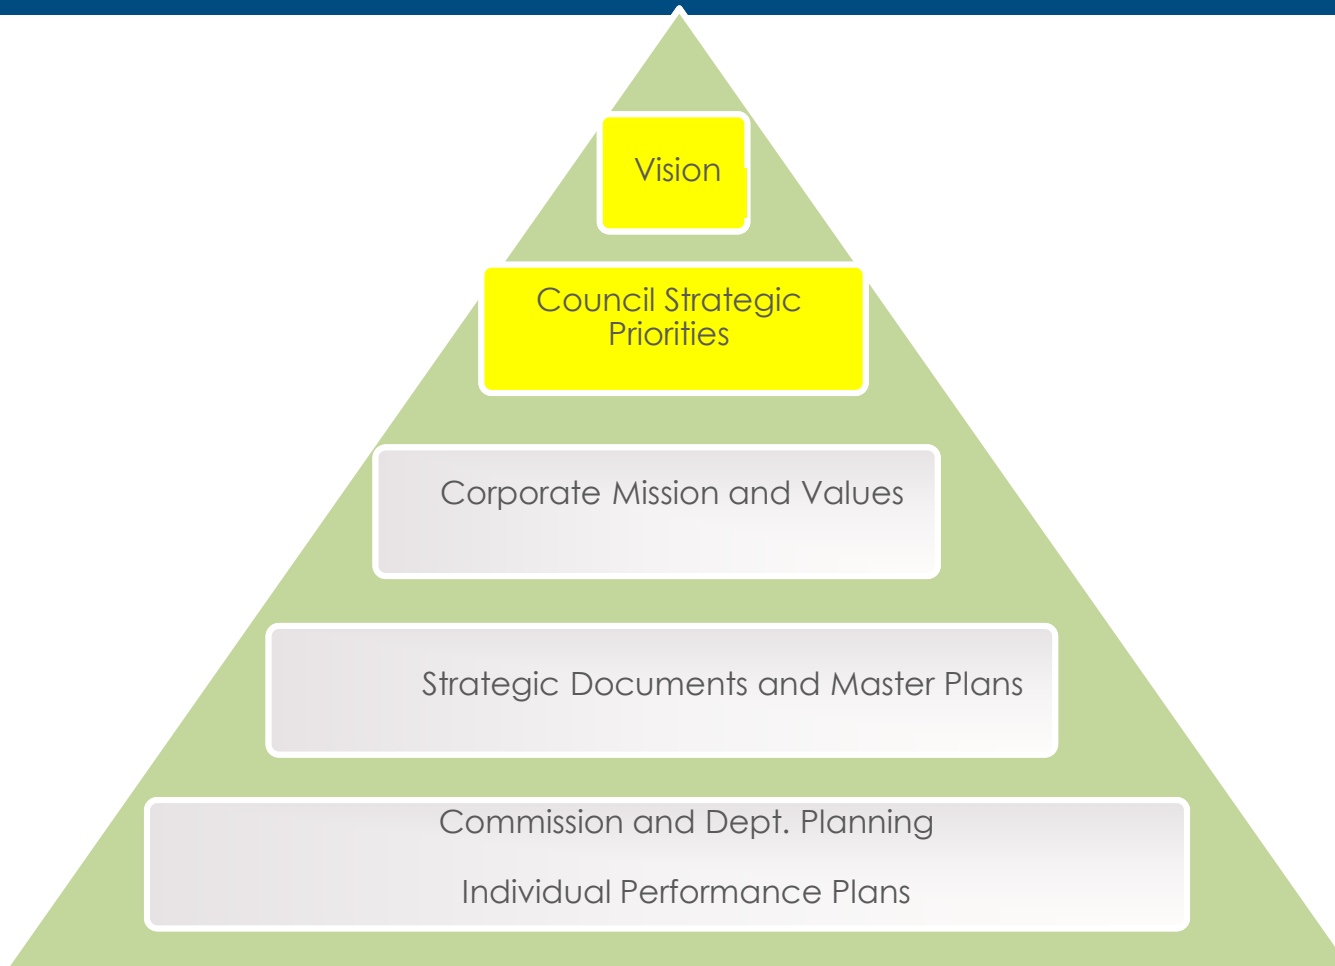 Vision
Council Strategic
Priorities
Corporate Mission and Values
Strategic Documents and Master Plans
Commission and Dept. Planning
Individual Performance Plans